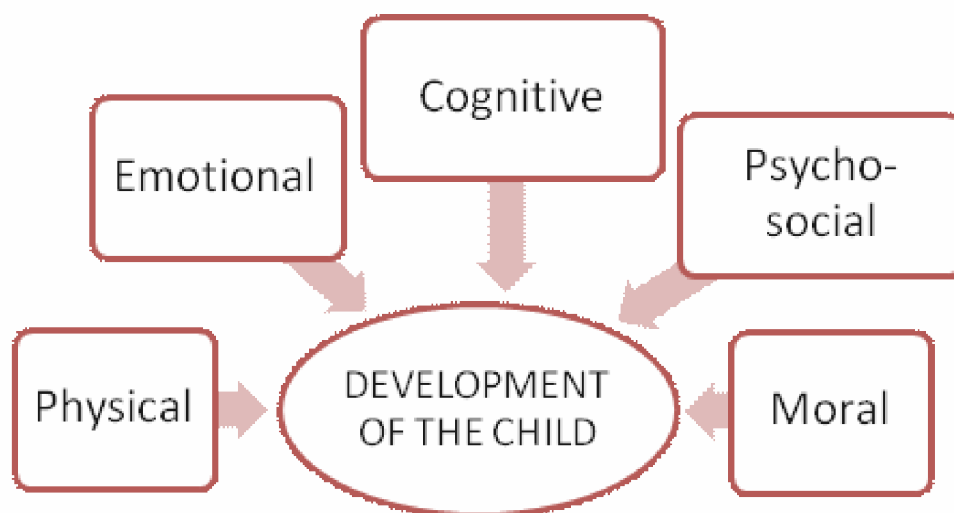 Cognitive
Emotional
Psycho-
social
Physical
DEVELOPMENT
OF THE CHILD
Moral